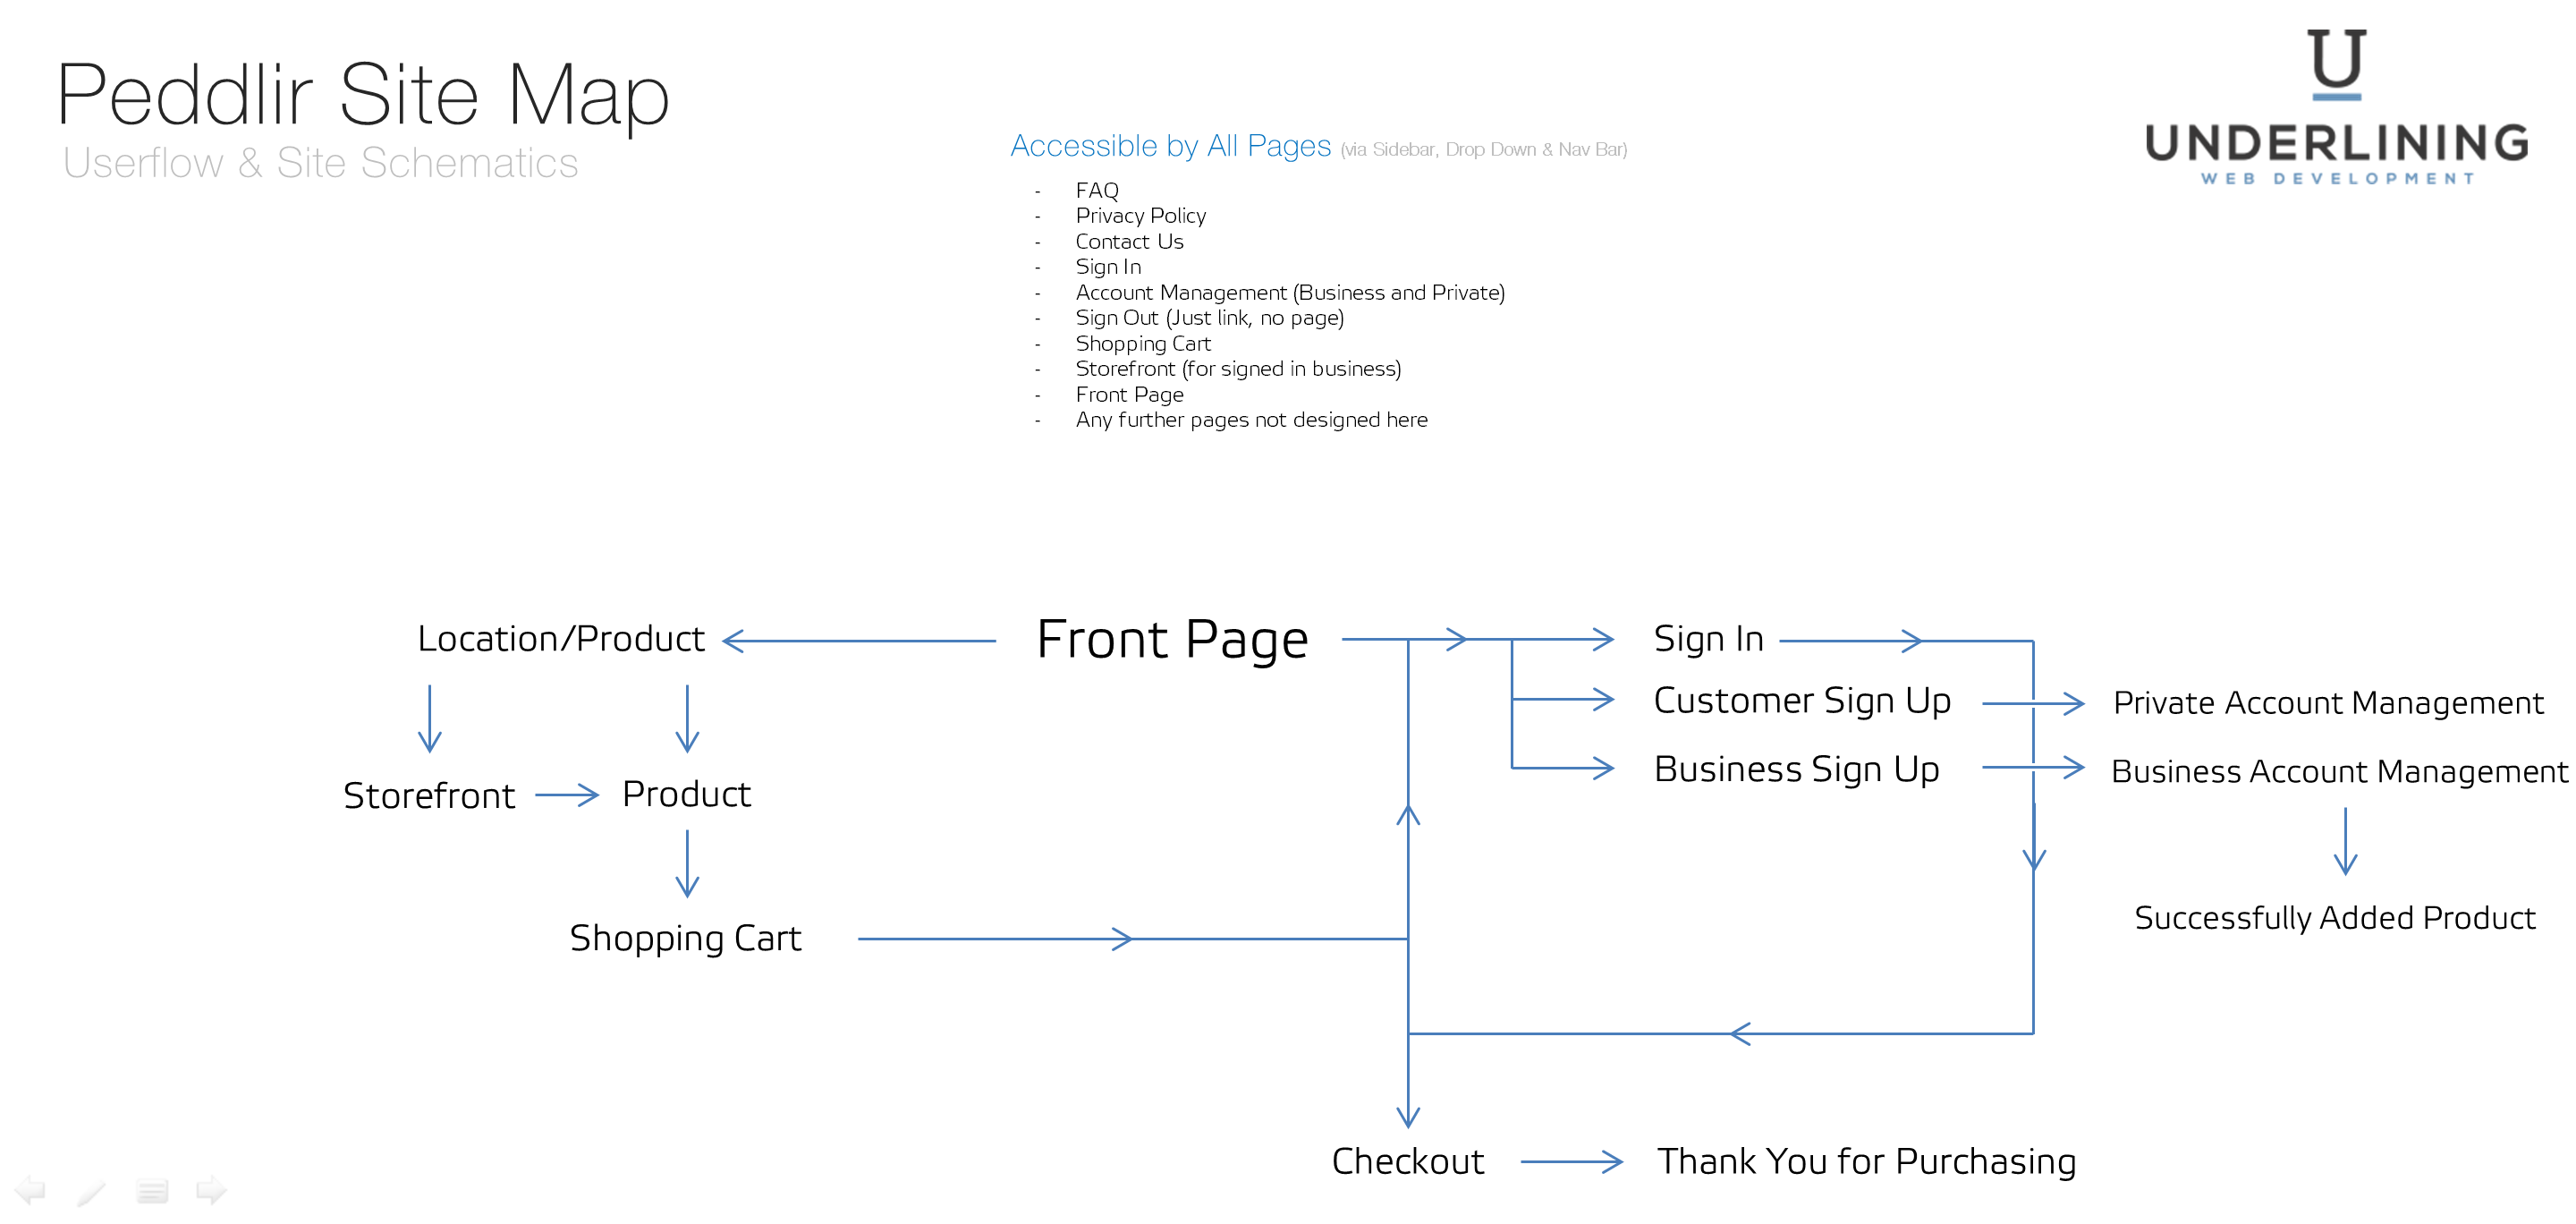 Peddlir Site Map
Userflow & Site Schematics
U
UNDERLINING
WEB DEVELOPMENT
Accessible by All Pages (via Sidebar, Drop Down & Nav Bar)
- FAQ
- Privacy Policy
- Contact Us
- Sign In
- Account Management (Business and Private)
- Sign Out (Just link, no page)
- Shopping Cart
- Storefront (for signed in business)
- Front Page
- Any further pages not designed here
Location/Product
Front Page
Sign In
Customer Sign Up
Private Account Management
Business Sign Up
Business Account Management
Storefront
Product
Successfully Added Product
Shopping Cart
Checkout
Thank You for Purchasing